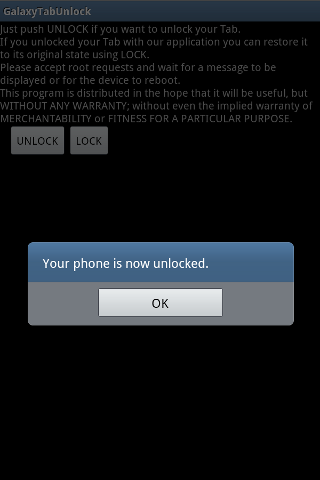 GalaxyTabUnlock
Just push UNLOCK if you want to unlock your Tab.
If you unlocked your Tab with our application you can restore it
to its original state using LOCK.
Please accept root requests and wait for a message to be
displayed or for the device to reboot.
This program is distributed in the hope that it will be useful, but
WITHOUT ANY WARRANTY; without even the implied warranty of
MERCHANTABILITY or FITNESS FOR A PARTICULAR PURPOSE.
UNLOCK LOCK
Your phone is now unlocked.
OK